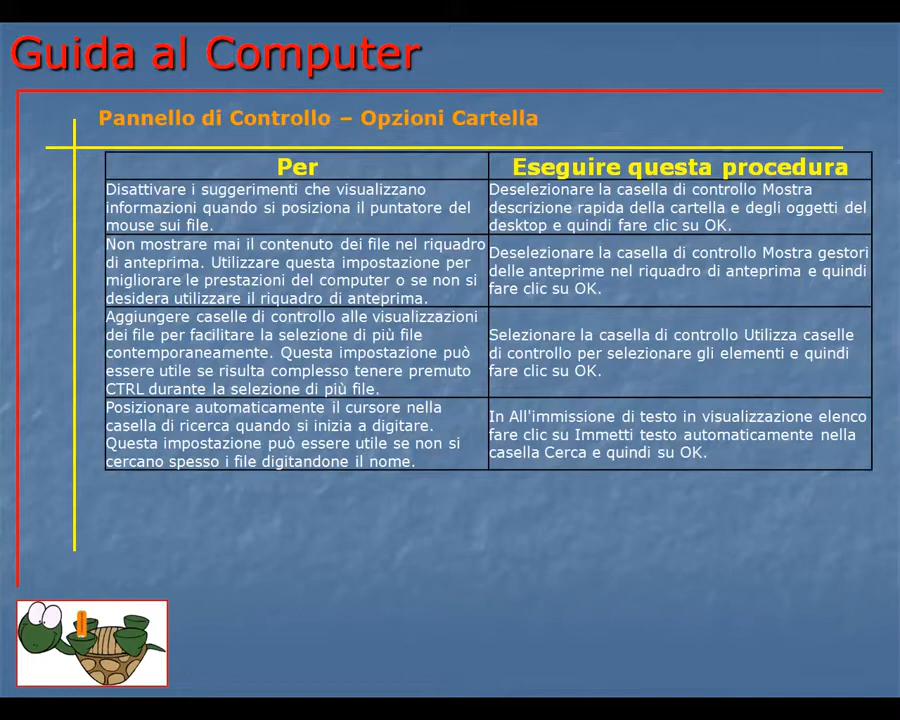 Guida al Computer
Pannello di Controllo – Opzioni Cartella
Per
Eseguire questa procedura
Disattivare i suggerimenti che visualizzano
informazioni quando si posiziona il puntatore del
mouse sui file.
Deselezionare la casella di controllo Mostra
descrizione rapida della cartella e degli oggetti del
desktop e quindi fare clic su OK.
Non mostrare mai il contenuto dei file nel riquadro
di anteprima. Utilizzare questa impostazione per
migliorare le prestazioni del computer o se non si
desidera utilizzare il riquadro di anteprima.
Deselezionare la casella di controllo Mostra gestori
delle anteprime nel riquadro di anteprima e quindi
fare clic su OK.
Aggiungere caselle di controllo alle visualizzazioni
dei file per facilitare la selezione di più file
contemporaneamente. Questa impostazione può
essere utile se risulta complesso tenere premuto
CTRL durante la selezione di più file.
Selezionare la casella di controllo Utilizza caselle
di controllo per selezionare gli elementi e quindi
fare clic su OK.
Posizionare automaticamente il cursore nella
casella di ricerca quando si inizia a digitare.
Questa impostazione può essere utile se non si
cercano spesso i file digitandone il nome.
In All'immissione di testo in visualizzazione elenco
fare clic su Immetti testo automaticamente nella
casella Cerca e quindi su OK.